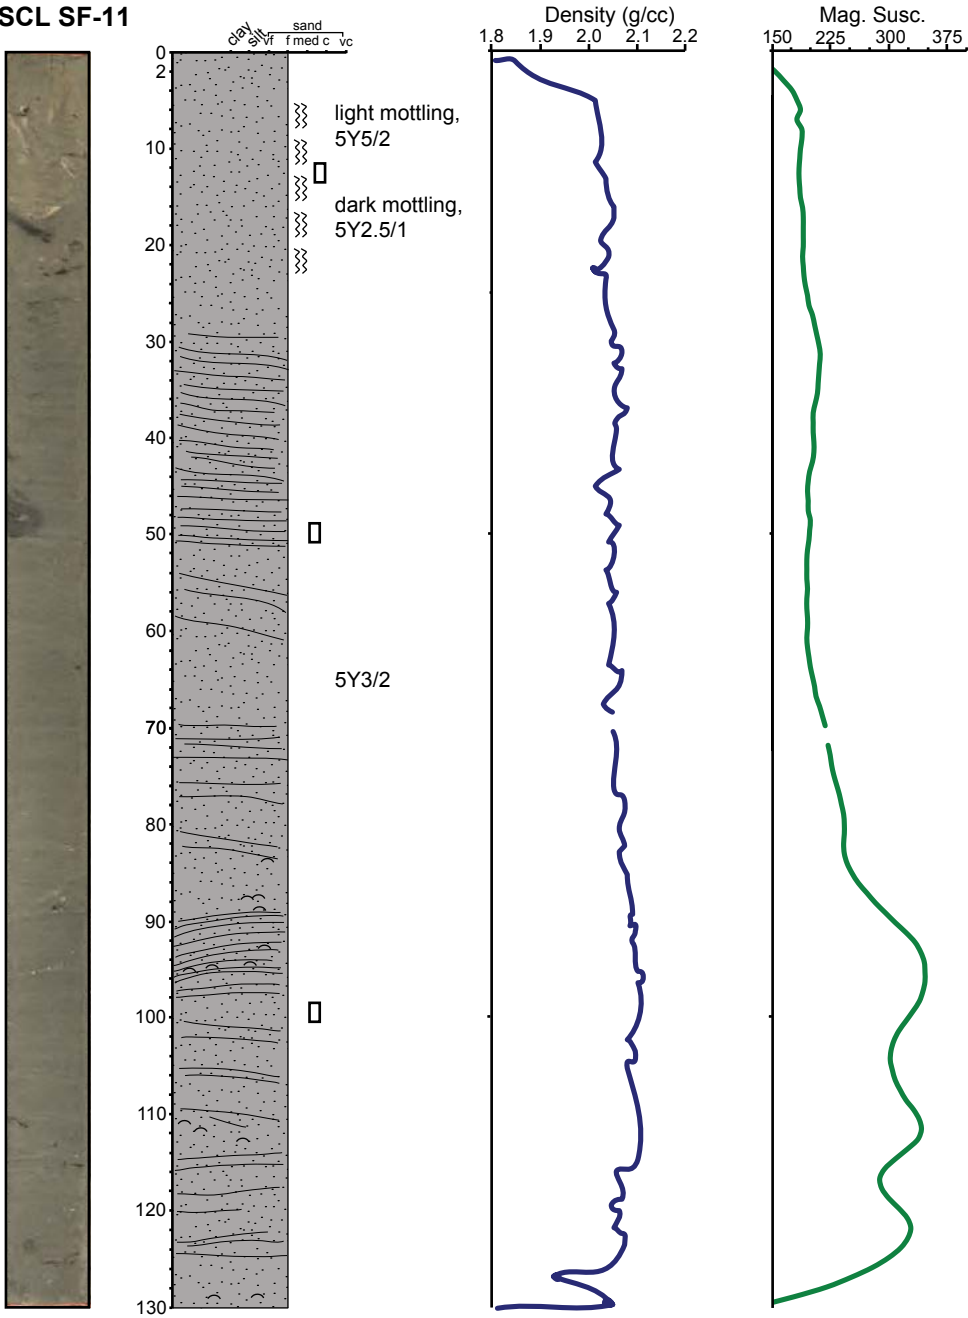 SCL SF-11
clay
silt
sand
vf f med c vc
Density (g/cc)
1.8 1.9 2.0 2.1 2.2
Mag. Susc.
150 225 300 375
0
2
10
20
30
40
50
60
70
80
90
100
110
120
130
light mottling,
5Y5/2
dark mottling,
5Y2.5/1
5Y3/2